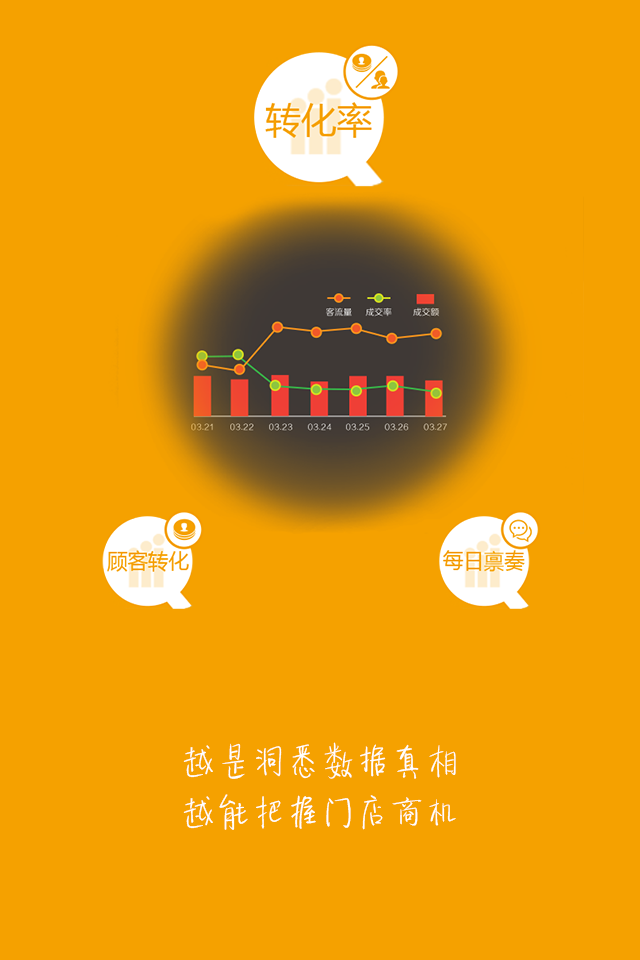 转化率
客流量 成交率 成交额
03.21 03.22 03.23 03.24 03.25 03.26 03.27
顾客转化 每日禀奏
越是洞悉数据真相
越能把握门店商机